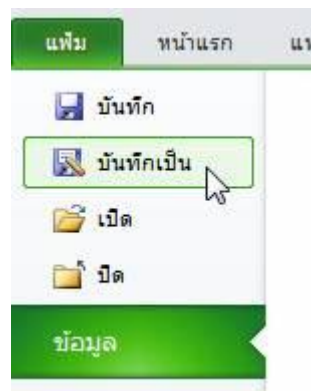 แฟ้ม หน้าแรก
บันทึก
บันทึกเป็น
เปิด
ปิด
ข้อมูล